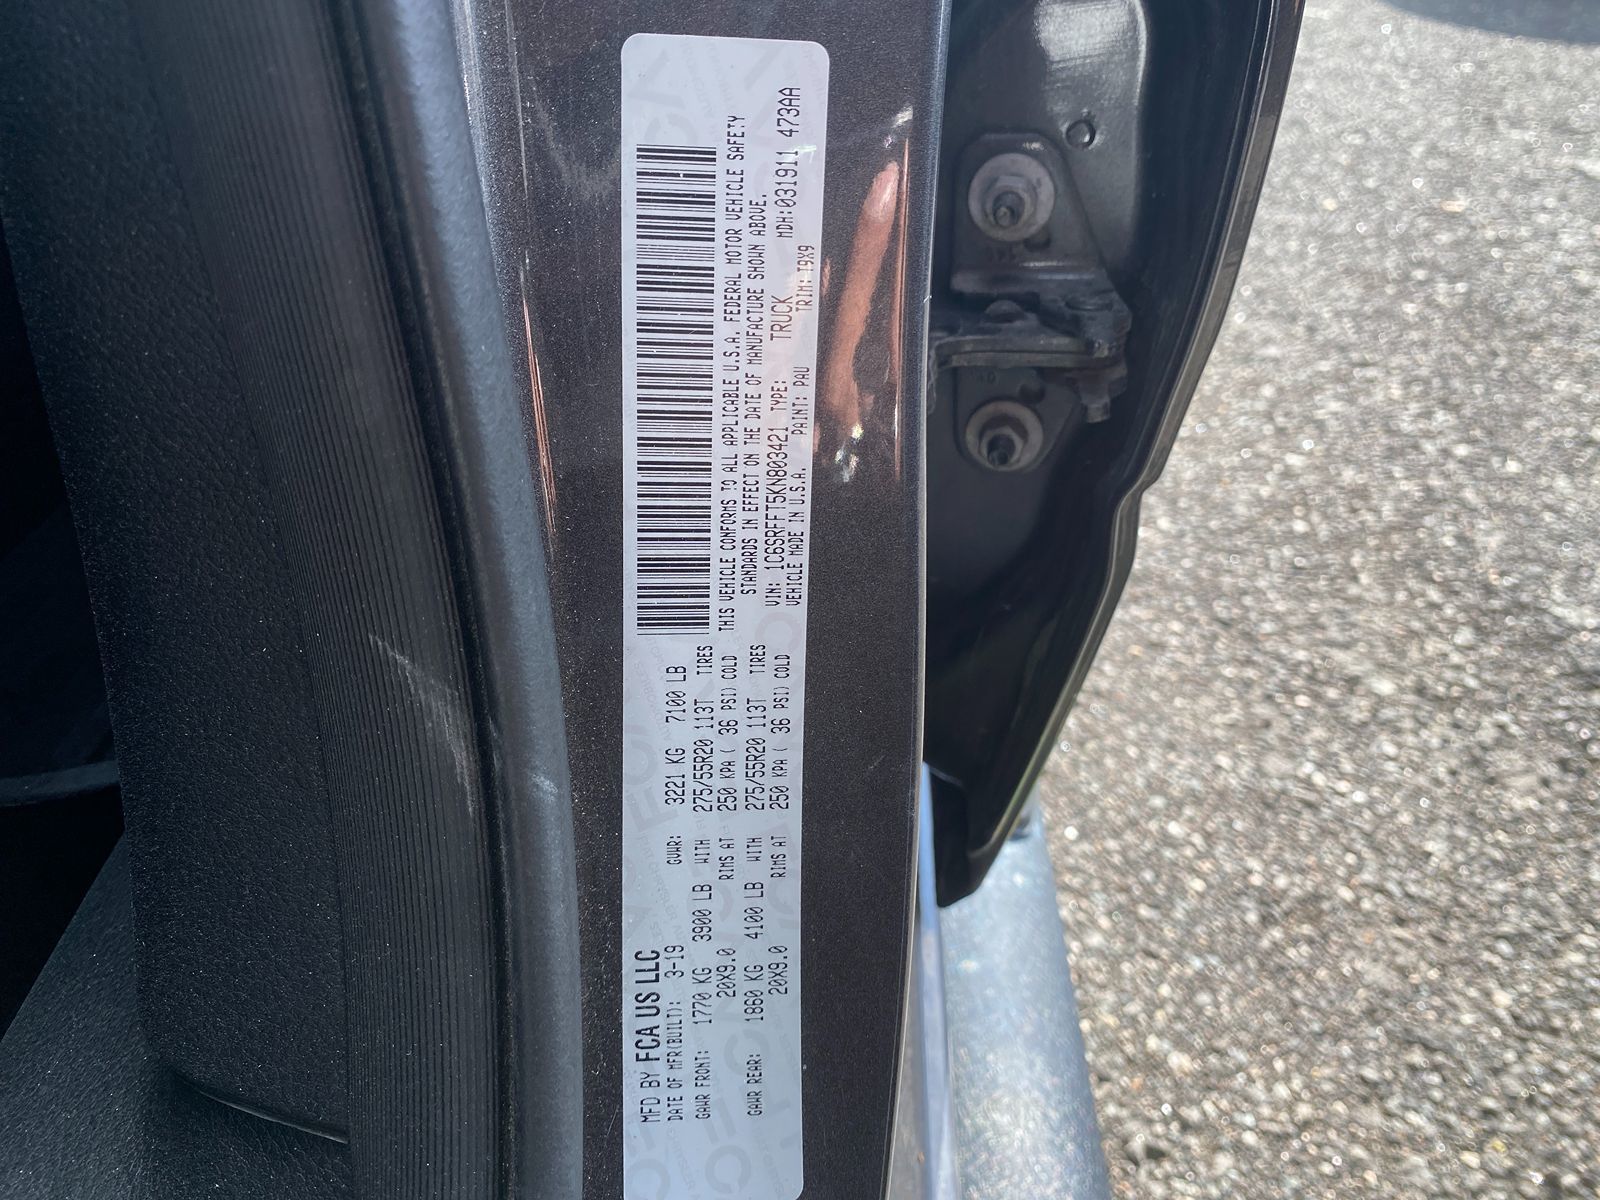 MFD BY FCA US LLC
DATE OF MFR(BUILT): 3-19 GVWR: 3221 KG 7100 LB
GAWR FRONT: 1770 KG 3900 LB WITH 275/55R20 113T TIRES
20X9.0 RIMS AT 250 KPA ( 36 PSI) COLD
GAWR REAR: 1860 KG 4100 LB WITH 275/55R20 113T TIRES
20X9.0 RIMS AT 250 KPA ( 36 PSI) COLD
THIS VEHICLE CONFORMS TO ALL APPLICABLE U.S.A. FEDERAL MOTOR VEHICLE SAFETY
STANDARDS IN EFFECT ON THE DATE OF MANUFACTURE SHOWN ABOVE.
VIN: 1C6SRFFT5KN803421 TYPE: TRUCK MDH:031911 473AA
VEHICLE MADE IN U.S.A. PAINT: PAU TRIM: T9X9